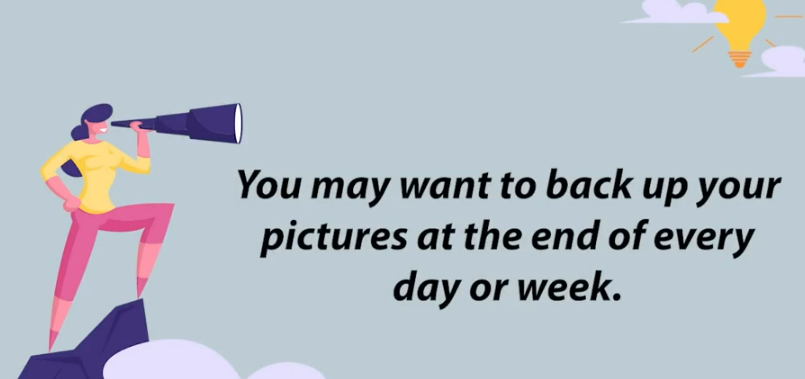 You may want to back up your
pictures at the end of every
day or week.